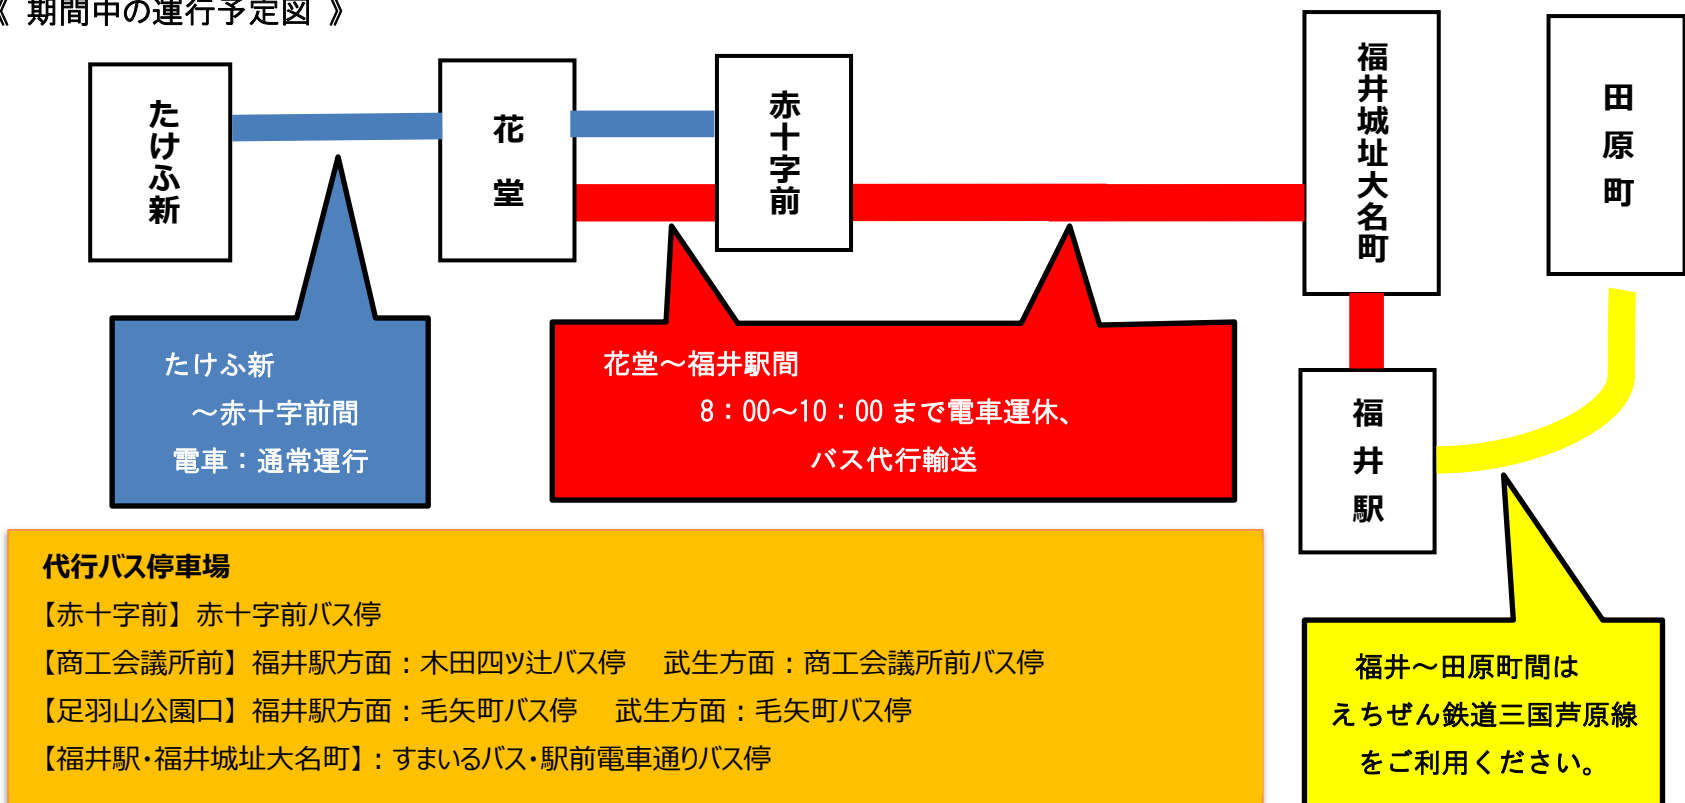 《 期間中の運行予定図 》
たけふ新
花堂
赤十字前
福井城址大名町
田原町
福井駅
たけふ新
～赤十字前間
電車：通常運行
花堂～福井駅間
8：00～10：00 まで電車運休、
バス代行輸送
代行バス停車場
【赤十字前】赤十字前バス停
【商工会議所前】福井駅方面：木田四ツ辻バス停　武生方面：商工会議所前バス停
【足羽山公園口】福井駅方面：毛矢町バス停　武生方面：毛矢町バス停
【福井駅・福井城址大名町】：すまいるバス・駅前電車通りバス停
福井～田原町間は
えちぜん鉄道三国芦原線
をご利用ください。